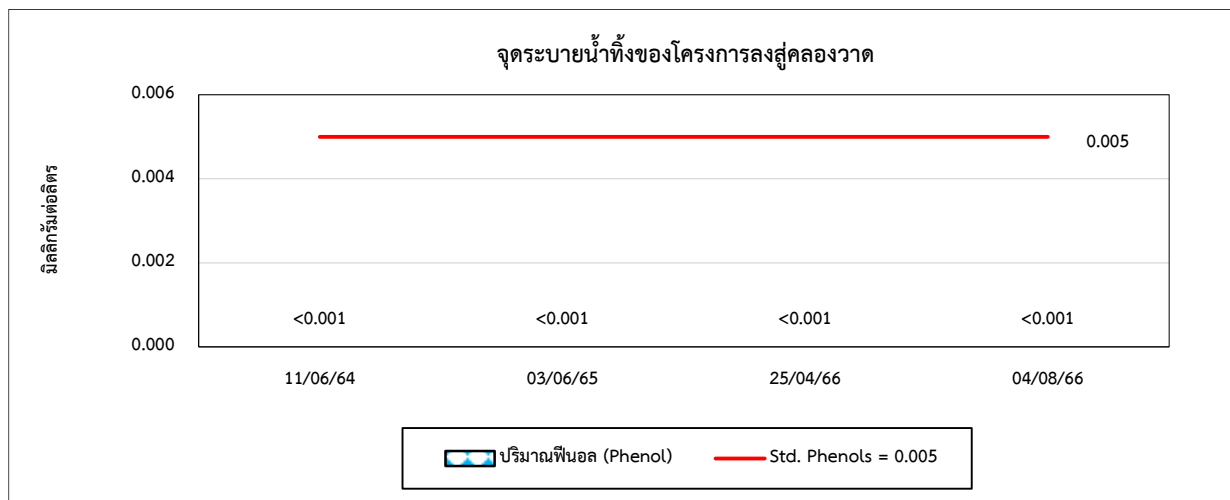 จุดระบายน้ำทิ้งของโครงการลงสู่คลองวาด
0.006
0.005
0.004
มิลลิกรัมต่อลิตร
0.002
<0.001 <0.001 <0.001 <0.001
0.000
11/06/64 03/06/65 25/04/66 04/08/66
ปริมาณฟีนอล (Phenol) Std. Phenols = 0.005